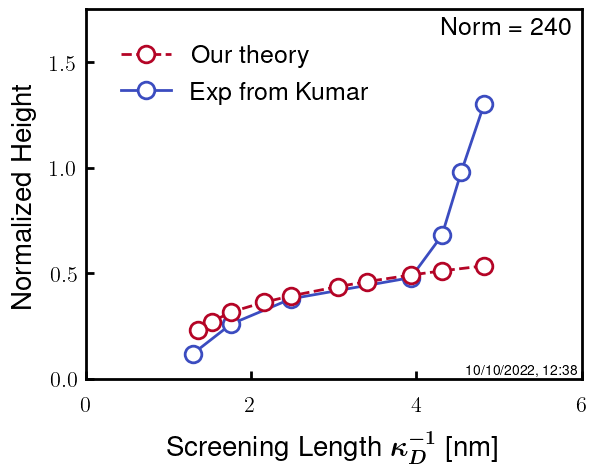 Norm = 240
Our theory
Exp from Kumar
Normalized Height
1.5
1.0
0.5
0.0
10/10/2022, 12:38
0 2 4 6
Screening Length κ_D^{-1} [nm]